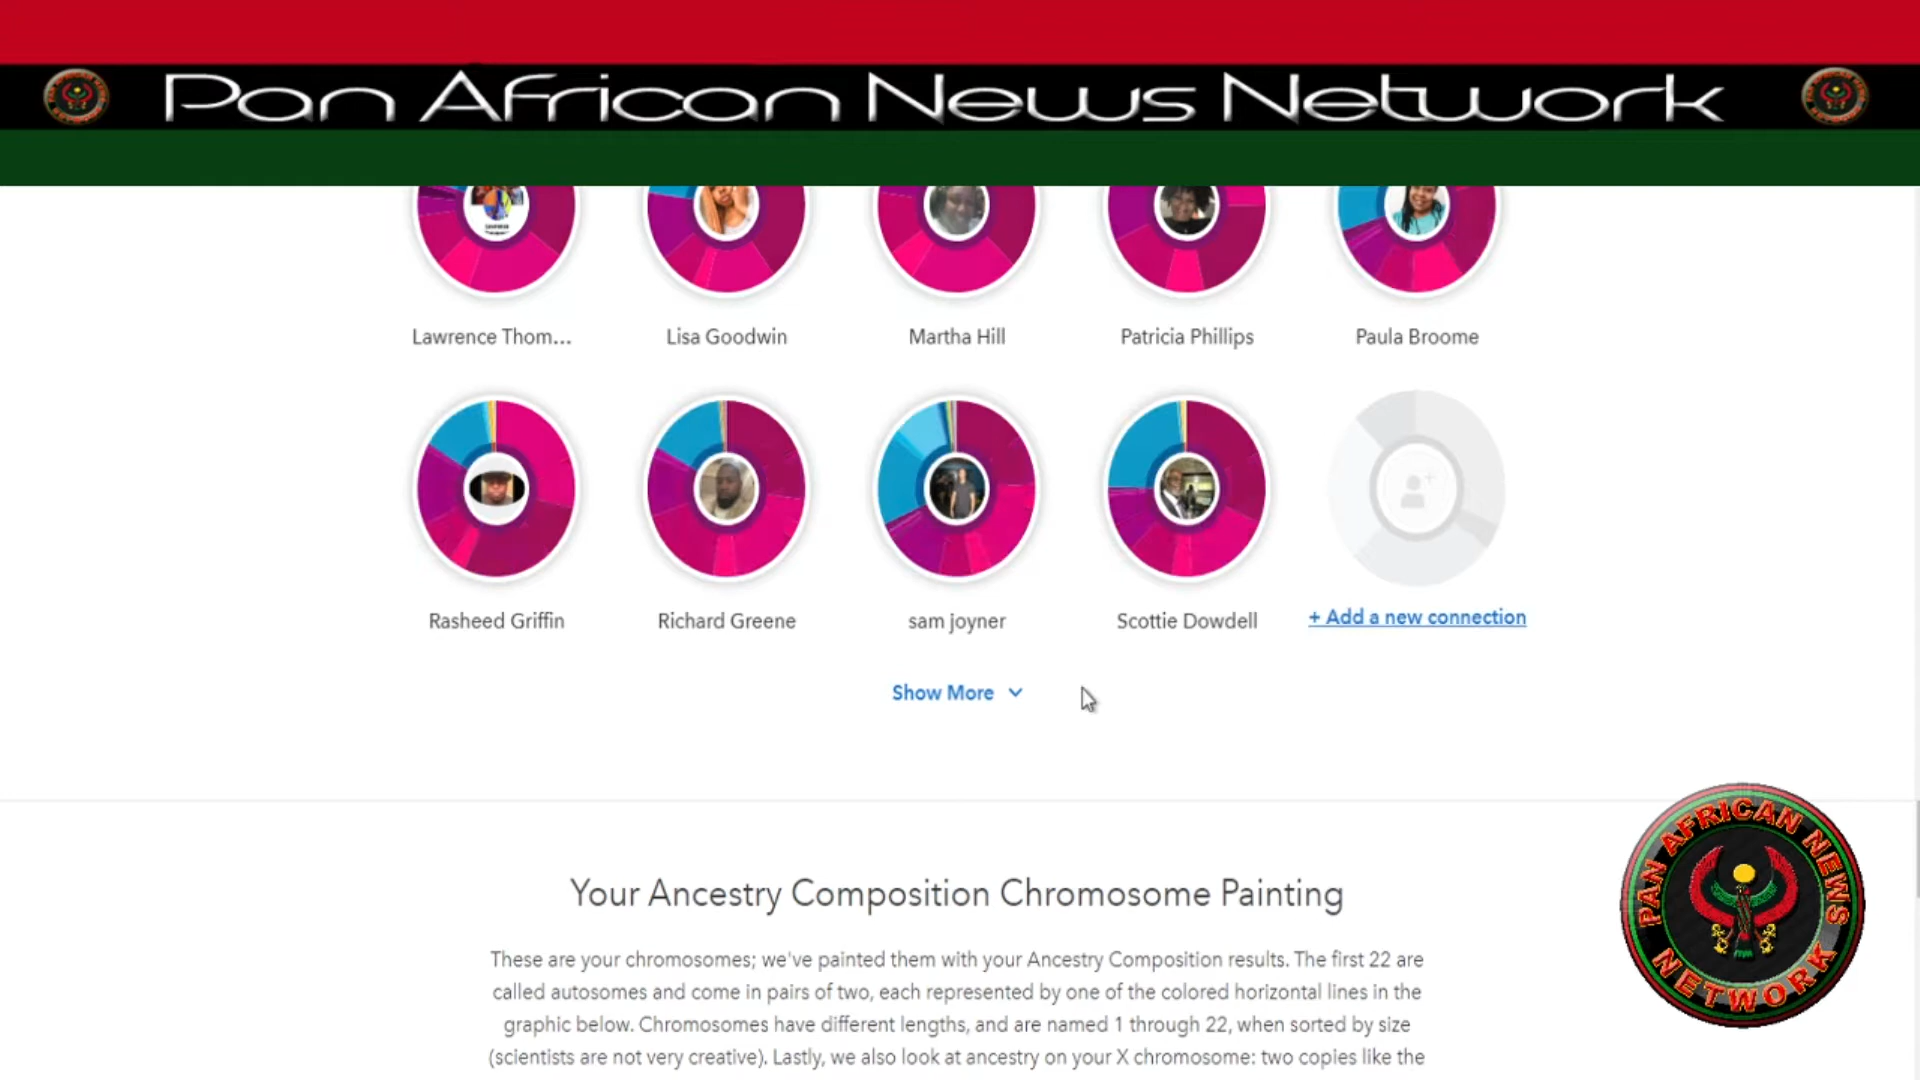 Pan African News Network
Lawrence Thom...
Lisa Goodwin
Martha Hill
Patricia Phillips
Paula Broome
Rasheed Griffin
Richard Greene
sam joyner
Scottie Dowdell
+ Add a new connection
Show More
Your Ancestry Composition Chromosome Painting
These are your chromosomes; we've painted them with your Ancestry Composition results. The first 22 are
called autosomes and come in pairs of two, each represented by one of the colored horizontal lines in the
graphic below. Chromosomes have different lengths, and are named 1 through 22, when sorted by size
(scientists are not very creative). Lastly, we also look at ancestry on your X chromosome: two copies like the
PAN AFRICAN NEWS
NETWORK